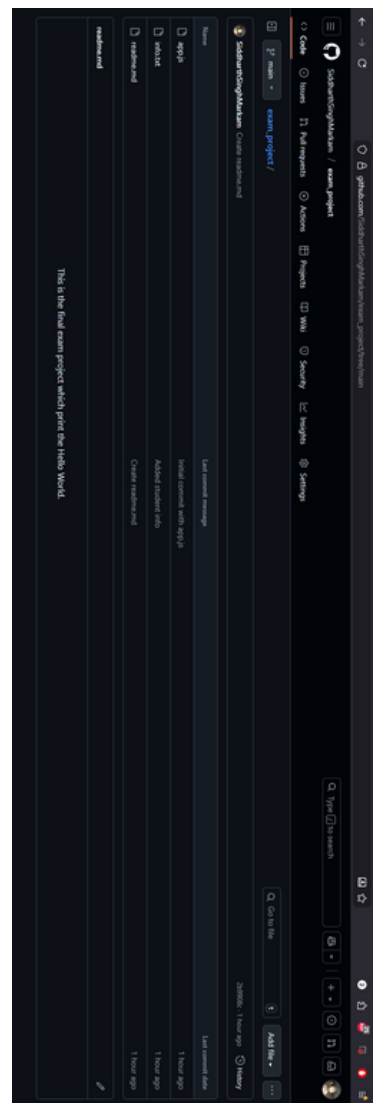 github.com/SiddharthSinghMarkam/exam_project/tree/main
SiddharthSinghMarkam / exam_project
Type / to search
Code Issues Pull requests Actions Projects Wiki Security Insights Settings
main exam_project /
Go to file t Add file
SiddharthSinghMarkam Create readme.md
1 hour ago History
Name Last commit message Last commit date
app.js Initial commit with app.js 1 hour ago
info.txt Added student info 1 hour ago
readme.md Create readme.md 1 hour ago
readme.md
This is the final exam project which print the Hello World.